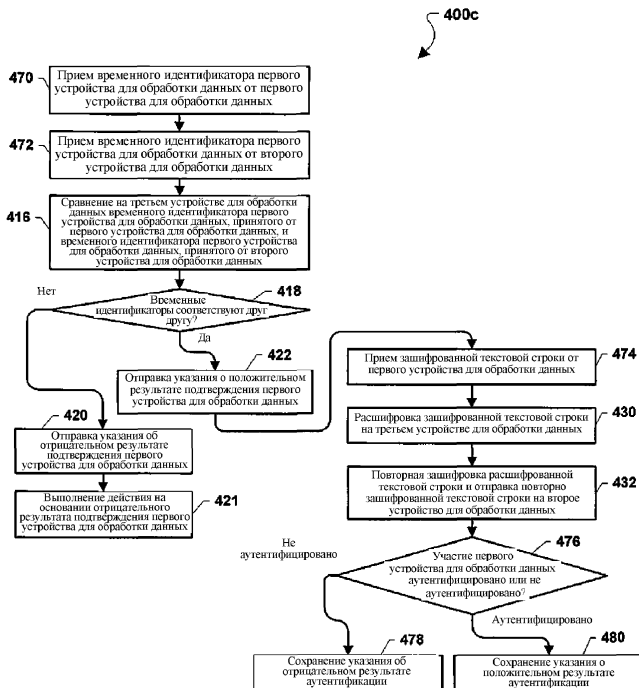 400c
470
Прием временного идентификатора первого
устройства для обработки данных от первого
устройства для обработки данных
472
Прием временного идентификатора первого
устройства для обработки данных от второго
устройства для обработки данных
416
Сравнение на третьем устройстве для обработки
данных временного идентификатора первого
устройства для обработки данных, принятого от
первого устройства для обработки данных, и
временного идентификатора первого устройства
для обработки данных, принятого от второго
устройства для обработки данных
418
Нет
Временные
идентификаторы соответствуют друг
другу?
Да
422
Отправка указания о положительном
результате подтверждения первого
устройства для обработки данных
420
Отправка указания об
отрицательном результате
подтверждения первого
устройства для обработки данных
421
Выполнение действия на
основании отрицательного
результата подтверждения первого
устройства для обработки данных
474
Прием зашифрованной текстовой строки от
первого устройства для обработки данных
430
Расшифровка зашифрованной текстовой строки
на третьем устройстве для обработки данных
432
Повторная зашифровка расшифрованной
текстовой строки и отправка повторно
зашифрованной текстовой строки на второе
устройство для обработки данных
476
Не
аутентифицировано
Участие первого
устройства для обработки данных
аутентифицировано или не
аутентифицировано?
Аутентифицировано
478
Сохранение указания об
отрицательном результате
аутентификации
480
Сохранение указания о
положительном результате
аутентификации